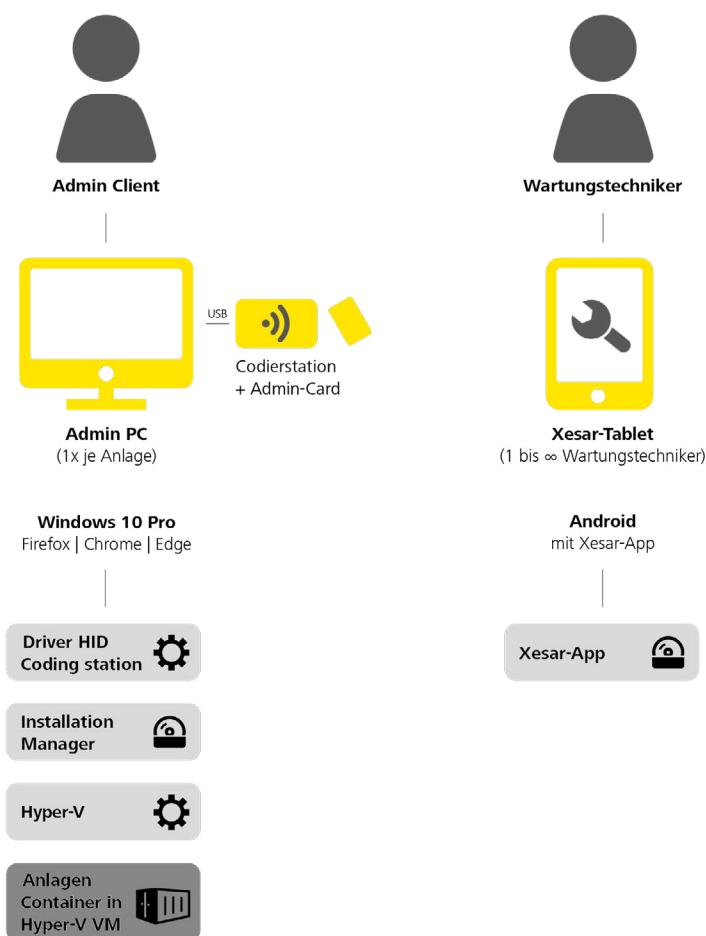 Admin Client
USB
Codierstation
+ Admin-Card
Admin PC
(1x je Anlage)
Windows 10 Pro
Firefox | Chrome | Edge
Driver HID
Coding station
Installation
Manager
Hyper-V
Anlagen
Container in
Hyper-V VM
Wartungstechniker
Xesar-Tablet
(1 bis ∞ Wartungstechniker)
Android
mit Xesar-App
Xesar-App